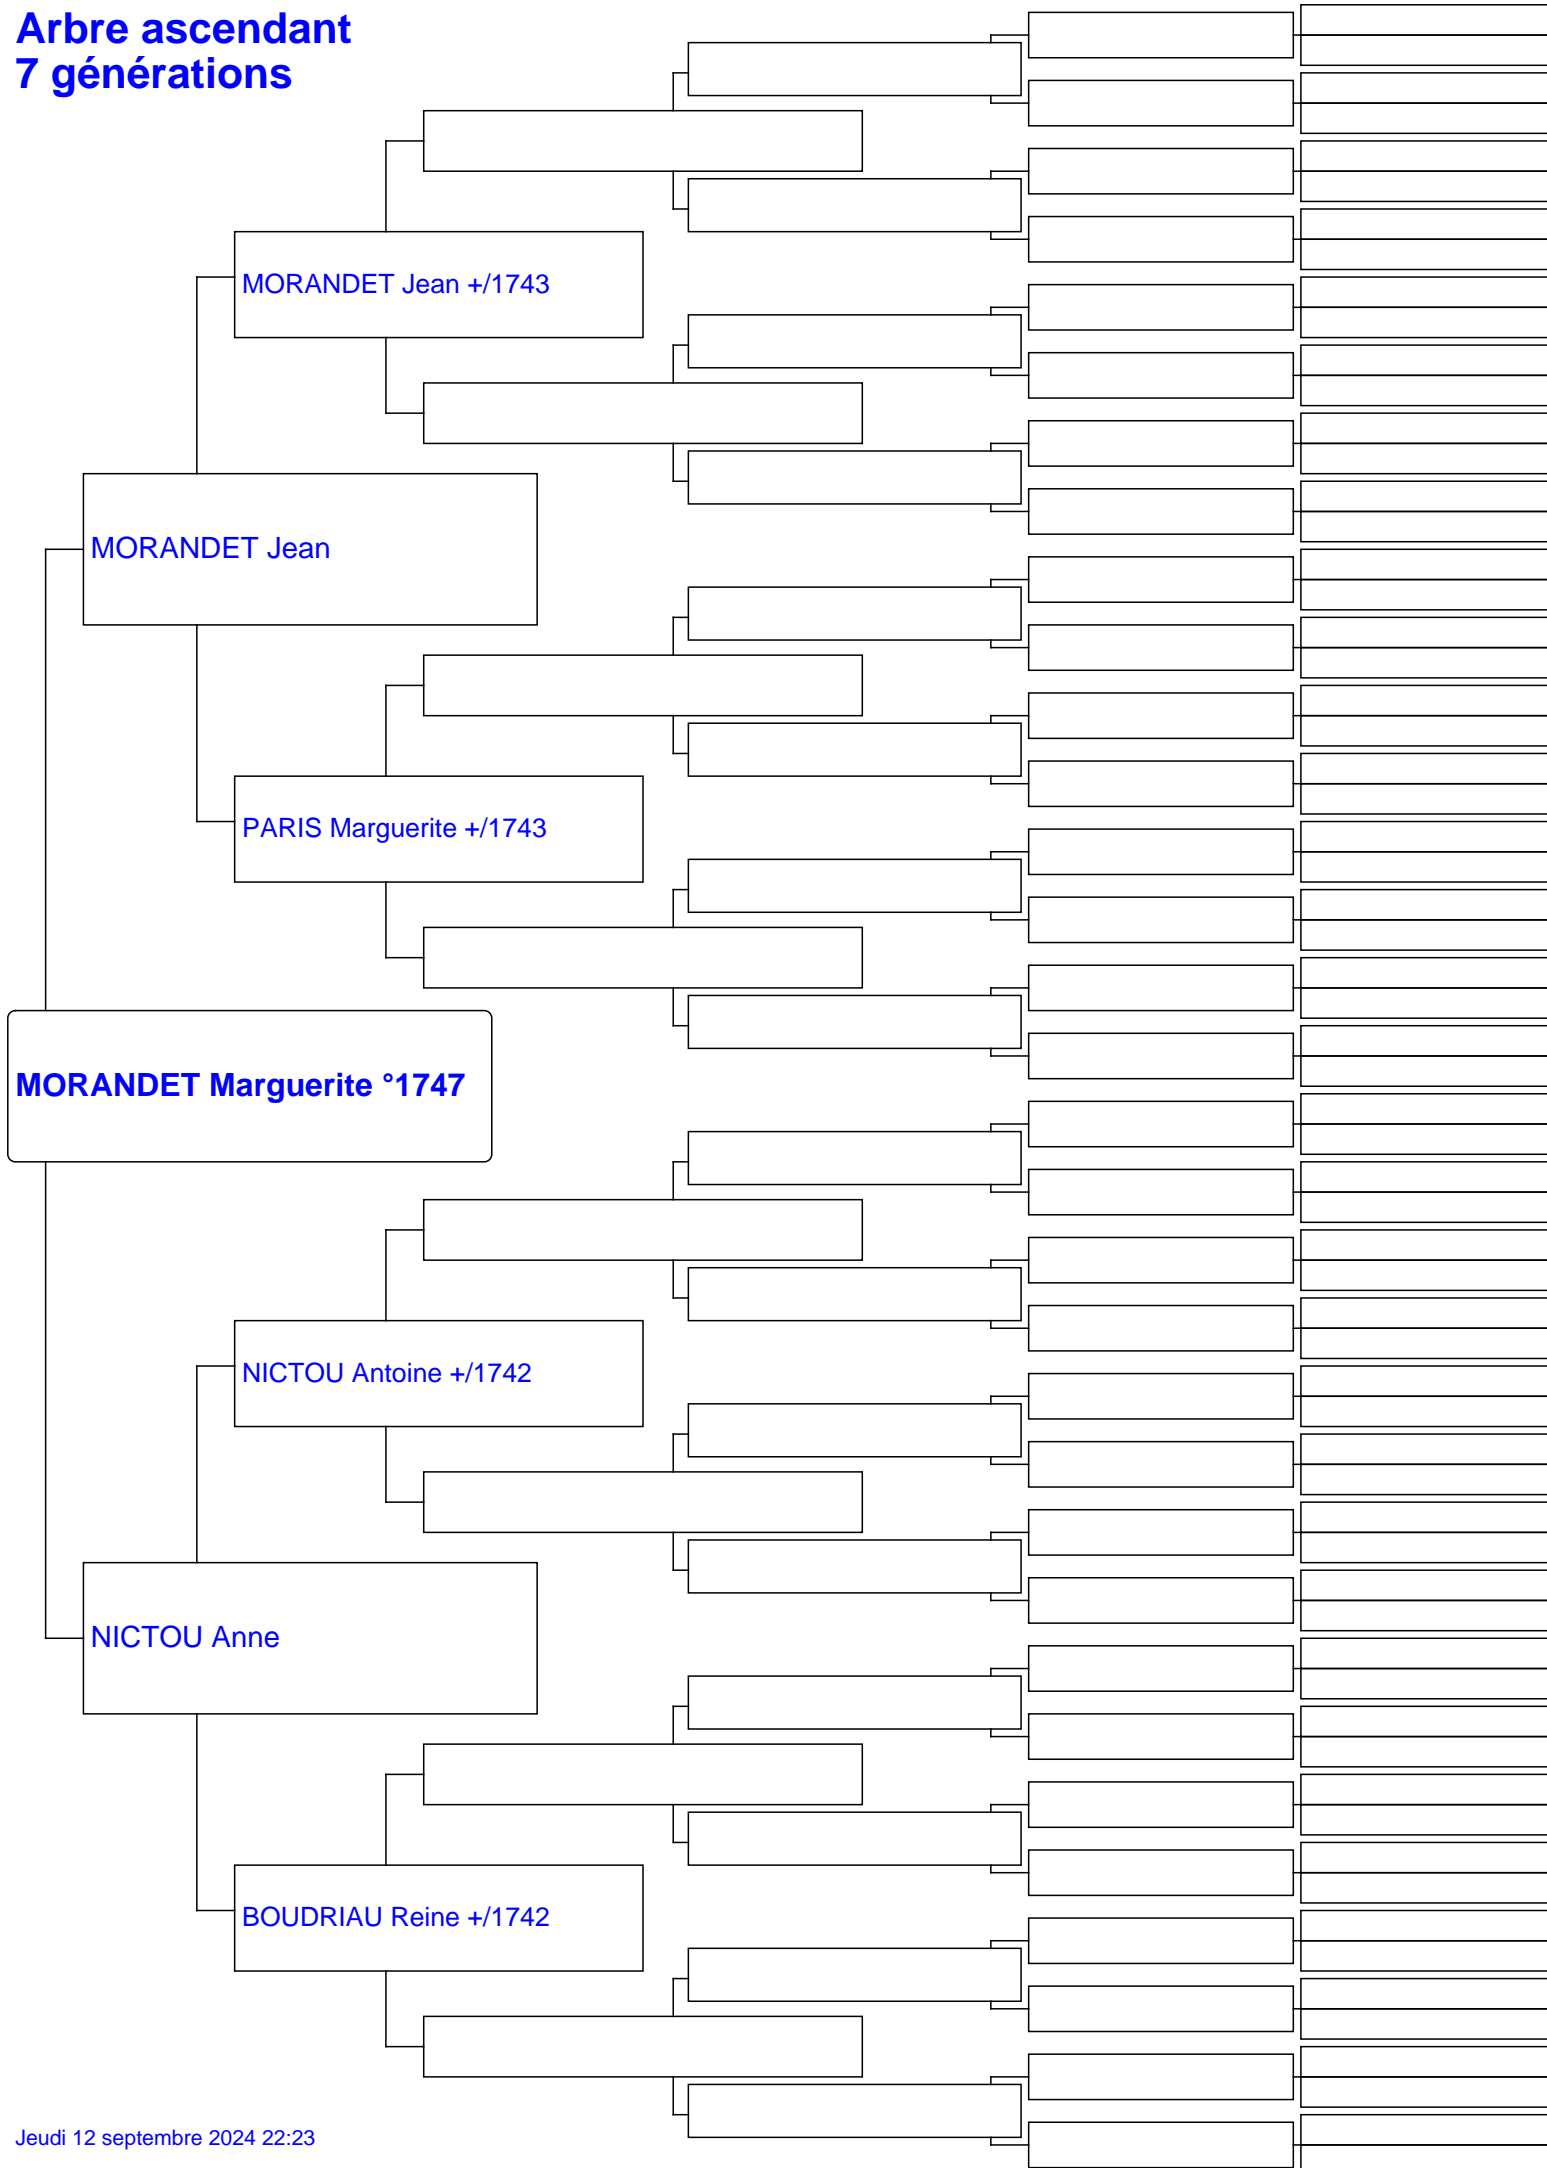 Arbre ascendant
7 générations
MORANDET Jean +/1743
MORANDET Jean
PARIS Marguerite +/1743
MORANDET Marguerite °1747
NICTOU Antoine +/1742
NICTOU Anne
BOUDRIAU Reine +/1742
Jeudi 12 septembre 2024 22:23